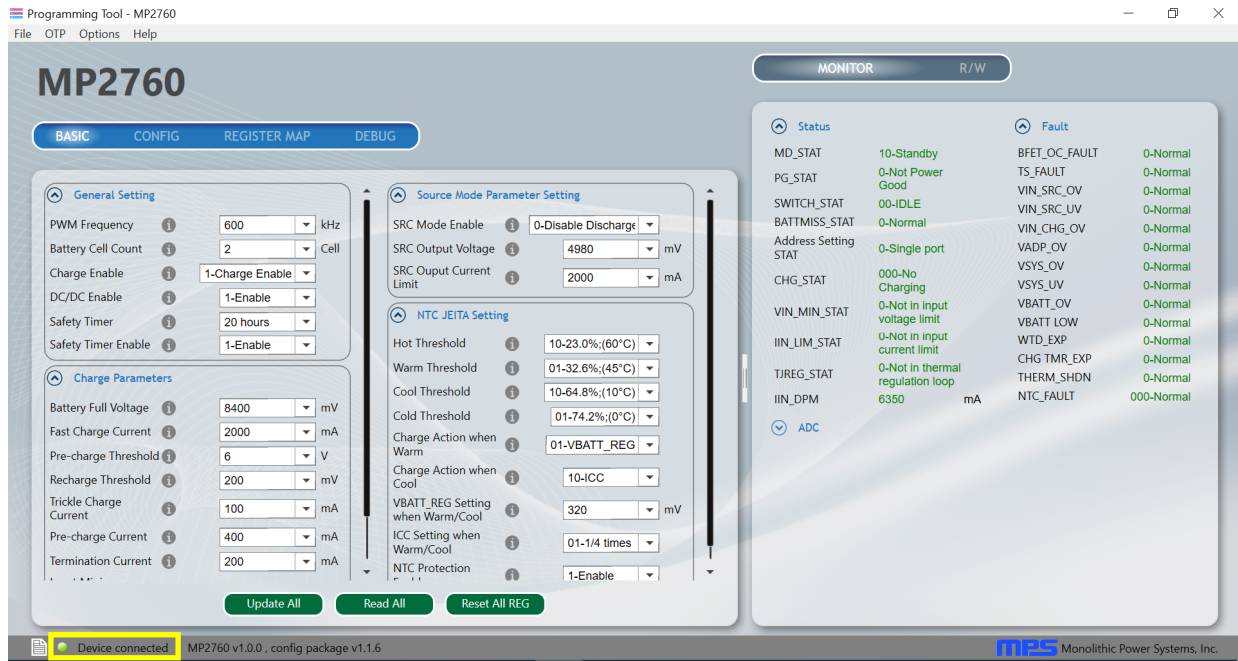 Programming Tool - MP2760
File OTP Options Help
MP2760
BASIC CONFIG REGISTER MAP DEBUG
General Setting
PWM Frequency 600 kHz
Battery Cell Count 2 Cell
Charge Enable 1-Charge Enable
DC/DC Enable 1-Enable
Safety Timer 20 hours
Safety Timer Enable 1-Enable
Charge Parameters
Battery Full Voltage 8400 mV
Fast Charge Current 2000 mA
Pre-charge Threshold 6 V
Recharge Threshold 200 mV
Trickle Charge
Current 100 mA
Pre-charge Current 400 mA
Termination Current 200 mA
Source Mode Parameter Setting
SRC Mode Enable 0-Disable Discharge
SRC Output Voltage 4980 mV
SRC Ouput Current
Limit 2000 mA
NTC JEITA Setting
Hot Threshold 10-23.0%;(60°C)
Warm Threshold 01-32.6%;(45°C)
Cool Threshold 10-64.8%;(10°C)
Cold Threshold 01-74.2%;(0°C)
Charge Action when
Warm 01-VBATT_REG
Charge Action when
Cool 10-ICC
VBATT_REG Setting
when Warm/Cool 320 mV
ICC Setting when
Warm/Cool 01-1/4 times
NTC Protection
1-Enable
Update All Read All Reset All REG
MONITOR R/W
Status
MD_STAT 10-Standby
PG_STAT 0-Not Power
Good
SWITCH_STAT 00-IDLE
BATTMISS_STAT 0-Normal
Address Setting
STAT 0-Single port
CHG_STAT 000-No
Charging
VIN_MIN_STAT 0-Not in input
voltage limit
IIN_LIM_STAT 0-Not in input
current limit
TJREG_STAT 0-Not in thermal
regulation loop
IIN_DPM 6350 mA
ADC
Fault
BFET_OC_FAULT 0-Normal
TS_FAULT 0-Normal
VIN_SRC_OV 0-Normal
VIN_SRC_UV 0-Normal
VIN_CHG_OV 0-Normal
VADP_OV 0-Normal
VSYS_OV 0-Normal
VSYS_UV 0-Normal
VBATT_OV 0-Normal
VBATT LOW 0-Normal
WTD_EXP 0-Normal
CHG TMR_EXP 0-Normal
THERM_SHDN 0-Normal
NTC_FAULT 000-Normal
Device connected MP2760 v1.0.0 , config package v1.1.6
MPS Monolithic Power Systems, Inc.